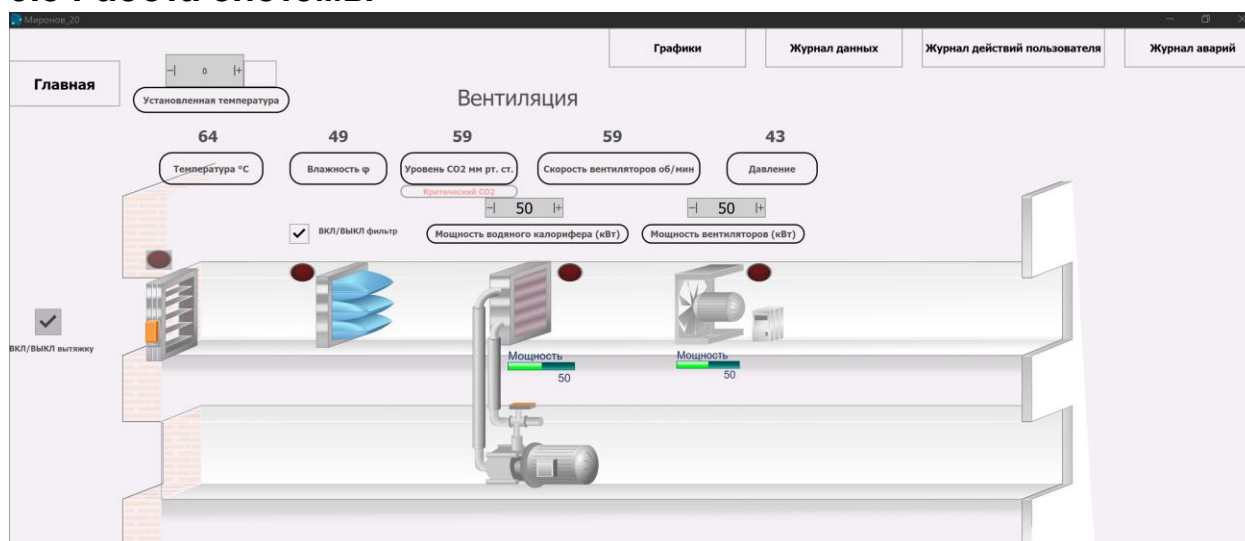 Миронов_20
Графики
Журнал данных
Журнал действий пользователя
Журнал аварий
Главная
0
Установленная температура
Вентиляция
64
49
59
59
43
Температура °C
Влажность φ
Уровень CO2 мм рт. ст.
Скорость вентиляторов об/мин
Давление
Критический CO2
50
50
ВКЛ/ВЫКЛ фильтр
Мощность водяного калорифера (кВт)
Мощность вентиляторов (кВт)
ВКЛ/ВЫКЛ вытяжку
Мощность
50
Мощность
50